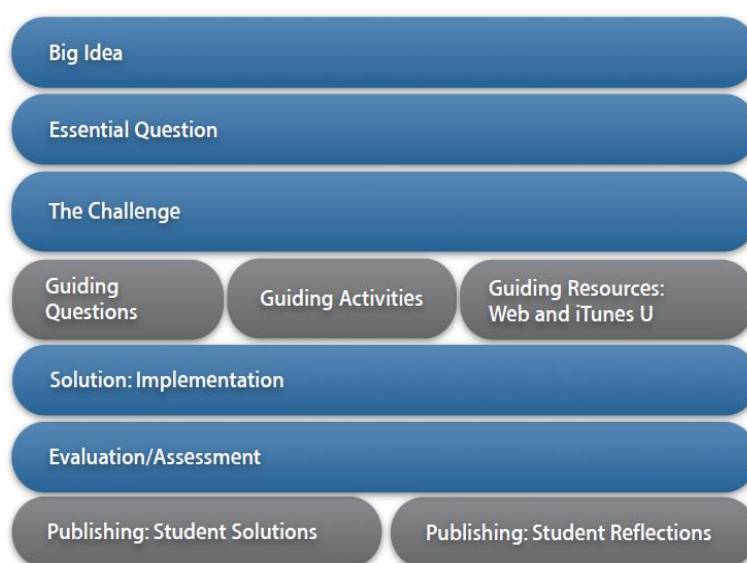 Big Idea
Essential Question
The Challenge
Guiding
Questions
Guiding Activities
Guiding Resources:
Web and iTunes U
Solution: Implementation
Evaluation/Assessment
Publishing: Student Solutions
Publishing: Student Reflections